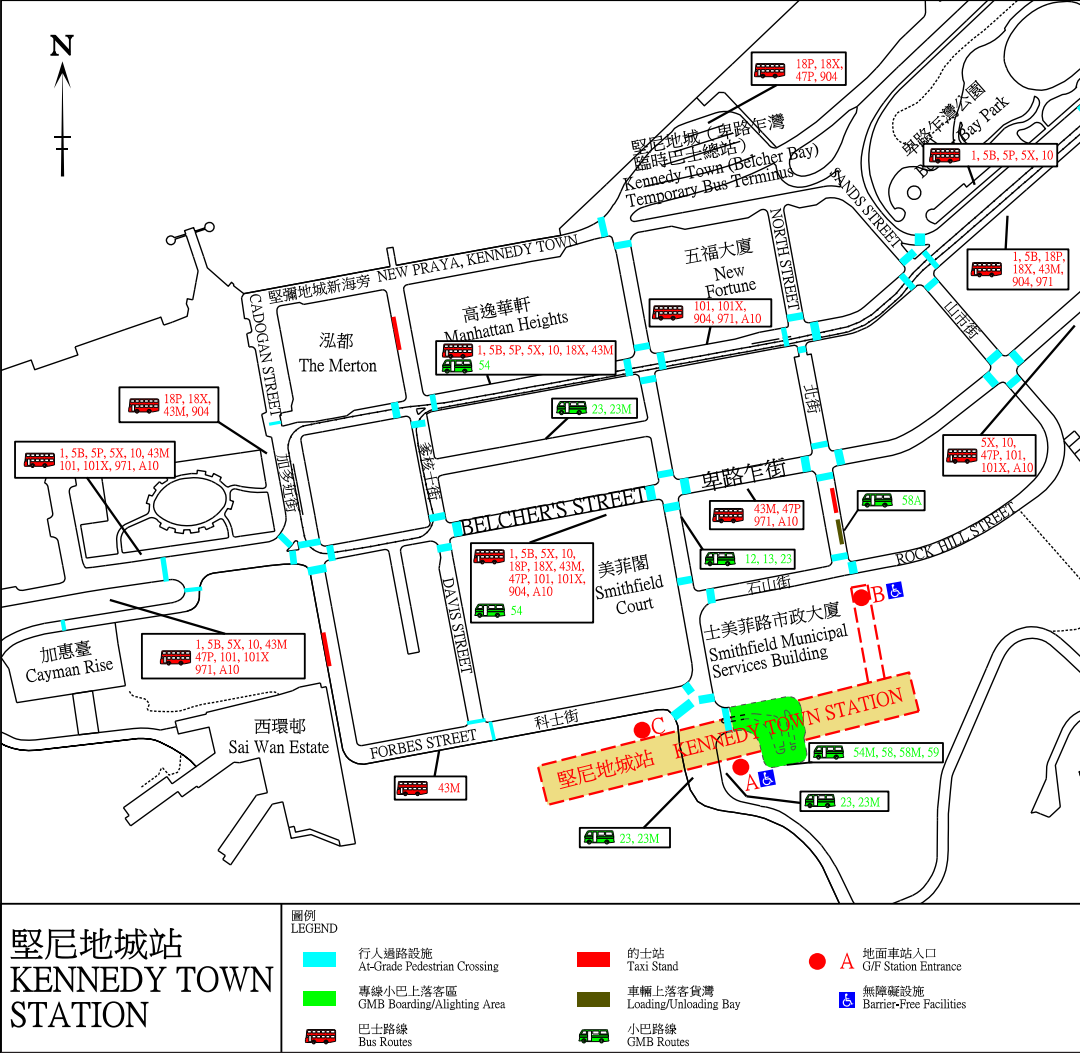 N
18P, 18X,
47P, 904
卑路乍灣公園
Bay Park
1, 5B, 5P, 5X, 10
堅尼地城（卑路乍灣
臨時巴士總站）
Kennedy Town (Belcher Bay)
Temporary Bus Terminus
SANDS STREET
NORTH STREET
五福大廈
New
Fortune
1, 5B, 18P,
18X, 43M,
904, 971
堅彌地城新海旁 NEW PRAYA, KENNEDY TOWN
CADOGAN STREET
高逸華軒
Manhattan Heights
101, 101X,
904, 971, A10
山市街
泓都
The Merton
1, 5B, 5P, 5X, 10, 18X, 43M
54
18P, 18X,
43M, 904
23, 23M
北街
1, 5B, 5P, 5X, 10, 43M
101, 101X, 971, A10
5X, 10,
47P, 101,
101X, A10
加多近街
爹核士街
BELCHER'S STREET
卑路乍街
43M, 47P
971, A10
58A
12, 13, 23
ROCK HILL STREET
石山街
1, 5B, 5X, 10,
18P, 18X, 43M,
47P, 101, 101X,
904, A10
54
美菲閣
Smithfield
Court
DAVIS STREET
B
士美菲路市政大廈
Smithfield Municipal
Services Building
1, 5B, 5X, 10, 43M
47P, 101, 101X
971, A10
加惠臺
Cayman Rise
西環邨
Sai Wan Estate
FORBES STREET
科士街
C
堅尼地城站 KENNEDY TOWN STATION
A
54M, 58, 58M, 59
43M
23, 23M
23, 23M
堅尼地城站
KENNEDY TOWN
STATION
圖例
LEGEND
行人過路設施
At-Grade Pedestrian Crossing
專線小巴上落客區
GMB Boarding/Alighting Area
巴士路線
Bus Routes
的士站
Taxi Stand
車輛上落客貨灣
Loading/Unloading Bay
小巴路線
GMB Routes
A
地面車站入口
G/F Station Entrance
無障礙設施
Barrier-Free Facilities